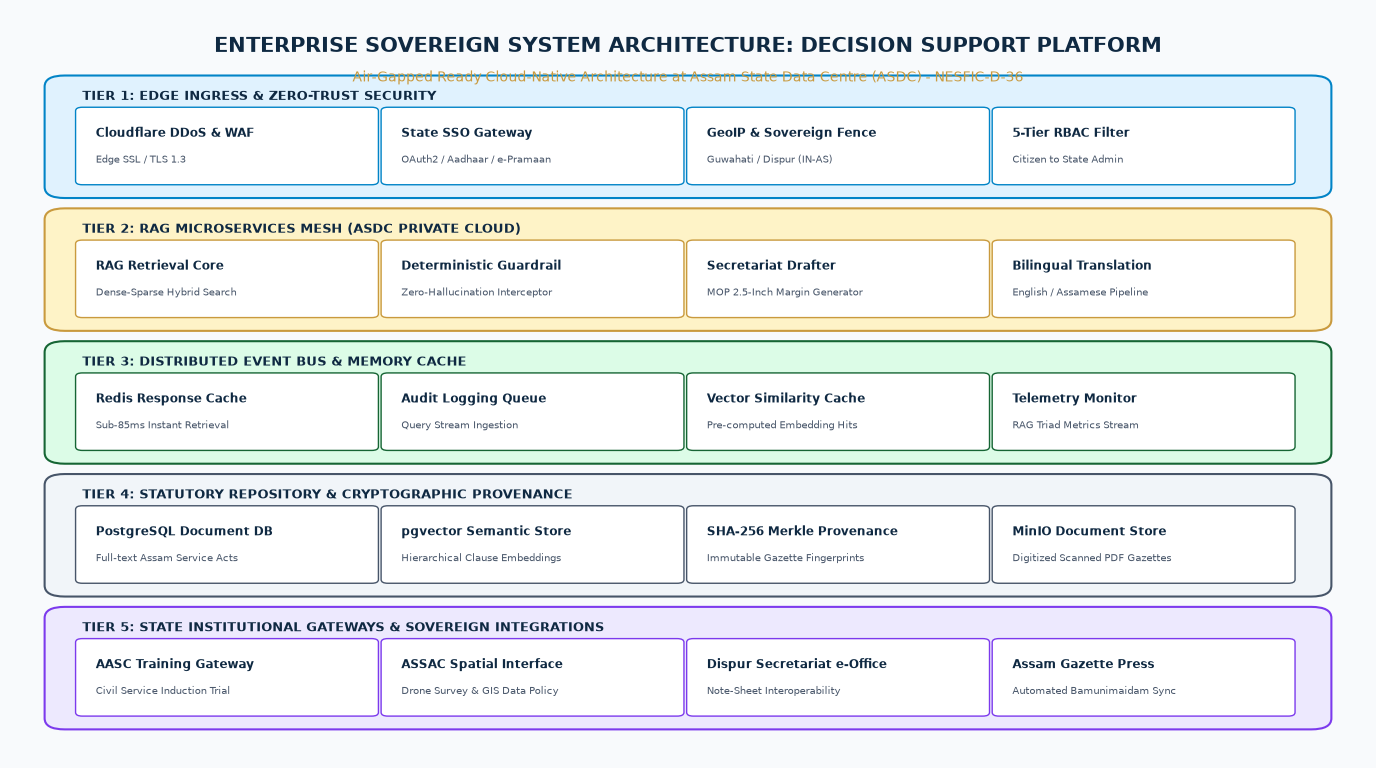 ENTERPRISE SOVEREIGN SYSTEM ARCHITECTURE: DECISION SUPPORT PLATFORM
Air-Gapped Ready Cloud-Native Architecture at Assam State Data Centre (ASDC) - NESFIC-D-36
TIER 1: EDGE INGRESS & ZERO-TRUST SECURITY
Cloudflare DDoS & WAF
Edge SSL / TLS 1.3
State SSO Gateway
OAuth2 / Aadhaar / e-Pramaan
GeoIP & Sovereign Fence
Guwahati / Dispur (IN-AS)
5-Tier RBAC Filter
Citizen to State Admin
TIER 2: RAG MICROSERVICES MESH (ASDC PRIVATE CLOUD)
RAG Retrieval Core
Dense-Sparse Hybrid Search
Deterministic Guardrail
Zero-Hallucination Interceptor
Secretariat Drafter
MOP 2.5-Inch Margin Generator
Bilingual Translation
English / Assamese Pipeline
TIER 3: DISTRIBUTED EVENT BUS & MEMORY CACHE
Redis Response Cache
Sub-85ms Instant Retrieval
Audit Logging Queue
Query Stream Ingestion
Vector Similarity Cache
Pre-computed Embedding Hits
Telemetry Monitor
RAG Triad Metrics Stream
TIER 4: STATUTORY REPOSITORY & CRYPTOGRAPHIC PROVENANCE
PostgreSQL Document DB
Full-text Assam Service Acts
pgvector Semantic Store
Hierarchical Clause Embeddings
SHA-256 Merkle Provenance
Immutable Gazette Fingerprints
MinIO Document Store
Digitized Scanned PDF Gazettes
TIER 5: STATE INSTITUTIONAL GATEWAYS & SOVEREIGN INTEGRATIONS
AASC Training Gateway
Civil Service Induction Trial
ASSAC Spatial Interface
Drone Survey & GIS Data Policy
Dispur Secretariat e-Office
Note-Sheet Interoperability
Assam Gazette Press
Automated Bamunimaidam Sync